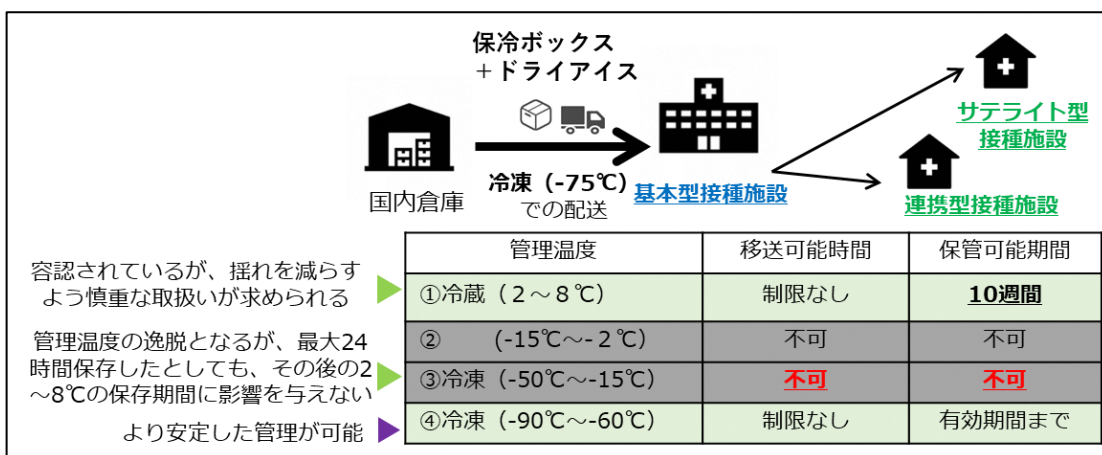 保冷ボックス
＋ドライアイス
国内倉庫
冷凍（-75℃）
での配送
基本型接種施設
サテライト型
接種施設
連携型接種施設
管理温度 移送可能時間 保管可能期間
容認されているが、揺れを減らす
よう慎重な取扱いが求められる
①冷蔵（２～８℃） 制限なし 10週間
管理温度の逸脱となるが、最大24
時間保存したとしても、その後の2
～8℃の保存期間に影響を与えない
② (-15℃～-２℃) 不可 不可
③冷凍（-50℃～-15℃) 不可 不可
より安定した管理が可能
④冷凍（-90℃～-60℃) 制限なし 有効期間まで